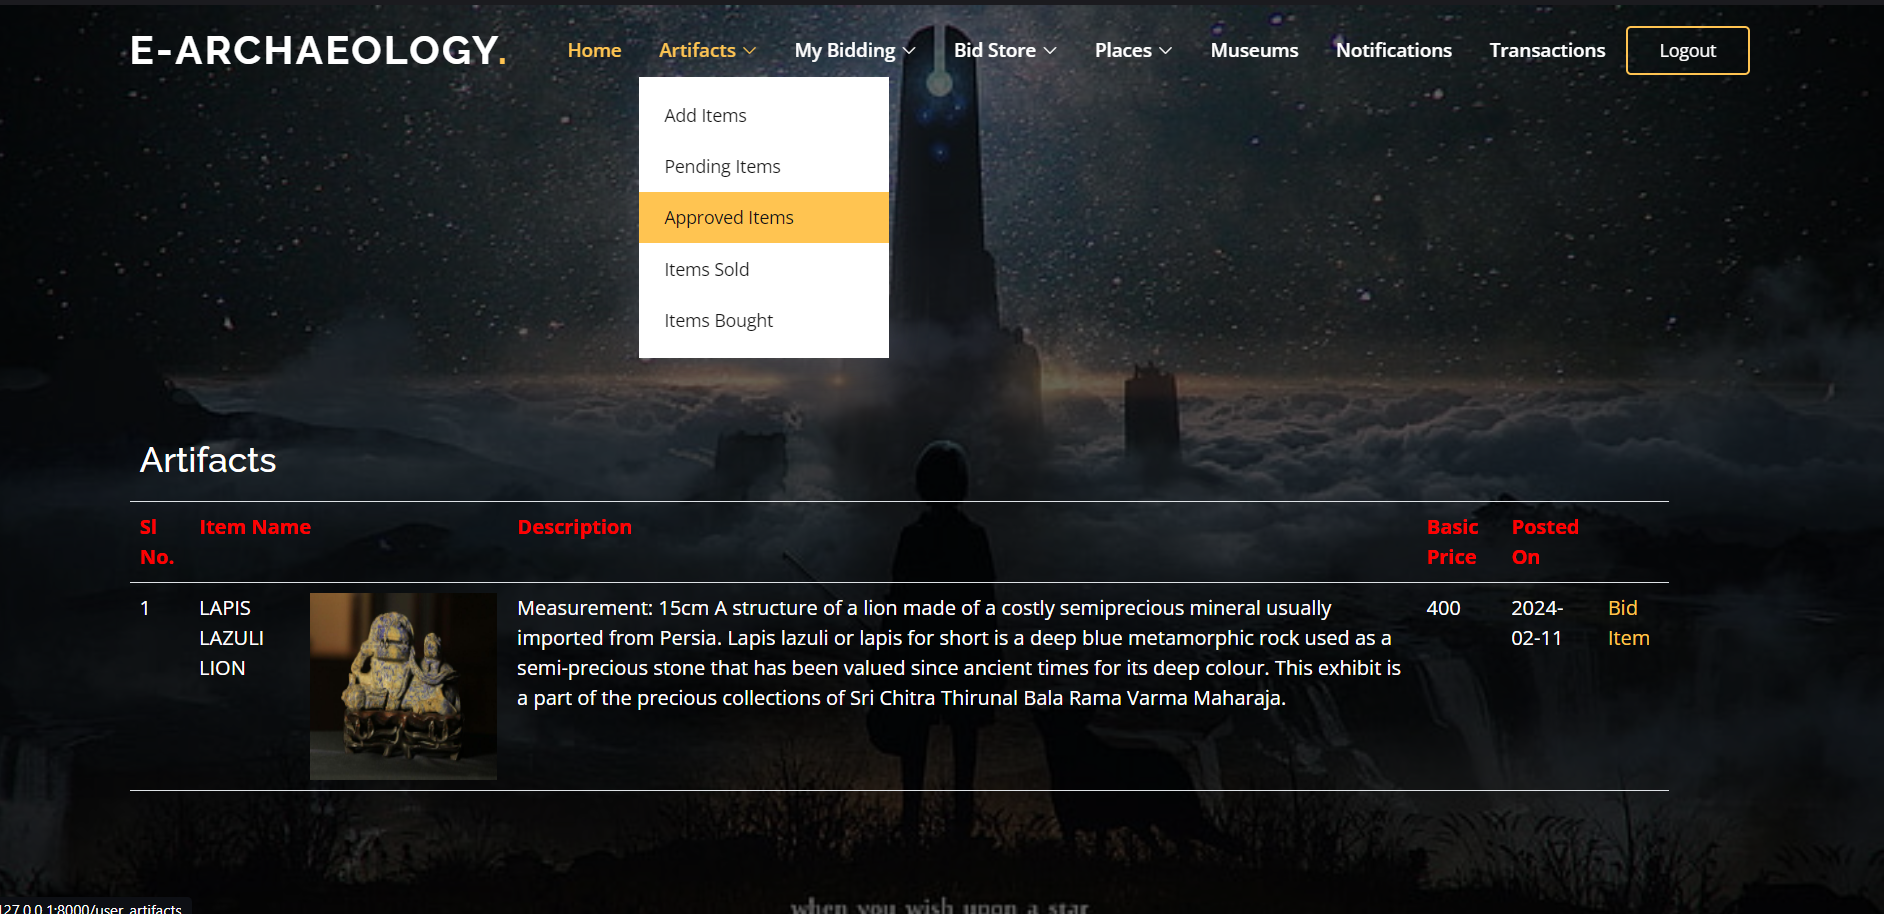 E-ARCHAEOLOGY.
Home Artifacts My Bidding Bid Store Places Museums Notifications Transactions Logout
Add Items
Pending Items
Approved Items
Items Sold
Items Bought
Artifacts
Sl No. Item Name Description Basic Price Posted On
1 LAPIS LAZULI LION
Measurement: 15cm A structure of a lion made of a costly semiprecious mineral usually
imported from Persia. Lapis lazuli or lapis for short is a deep blue metamorphic rock used as a
semi-precious stone that has been valued since ancient times for its deep colour. This exhibit is
a part of the precious collections of Sri Chitra Thirunal Bala Rama Varma Maharaja.
400
2024-02-11
Bid Item
when you wish upon a star
127.0.0.1:8000/user_artifacts